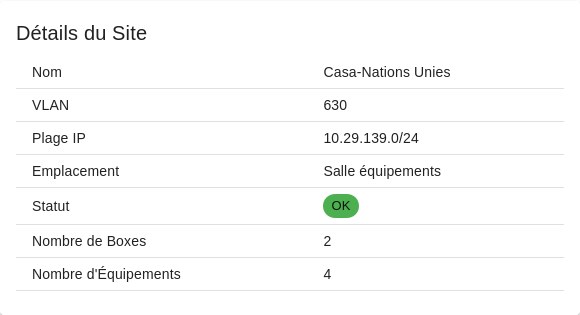 Détails du Site
Nom Casa-Nations Unies
VLAN 630
Plage IP 10.29.139.0/24
Emplacement Salle équipements
Statut OK
Nombre de Boxes 2
Nombre d'Équipements 4